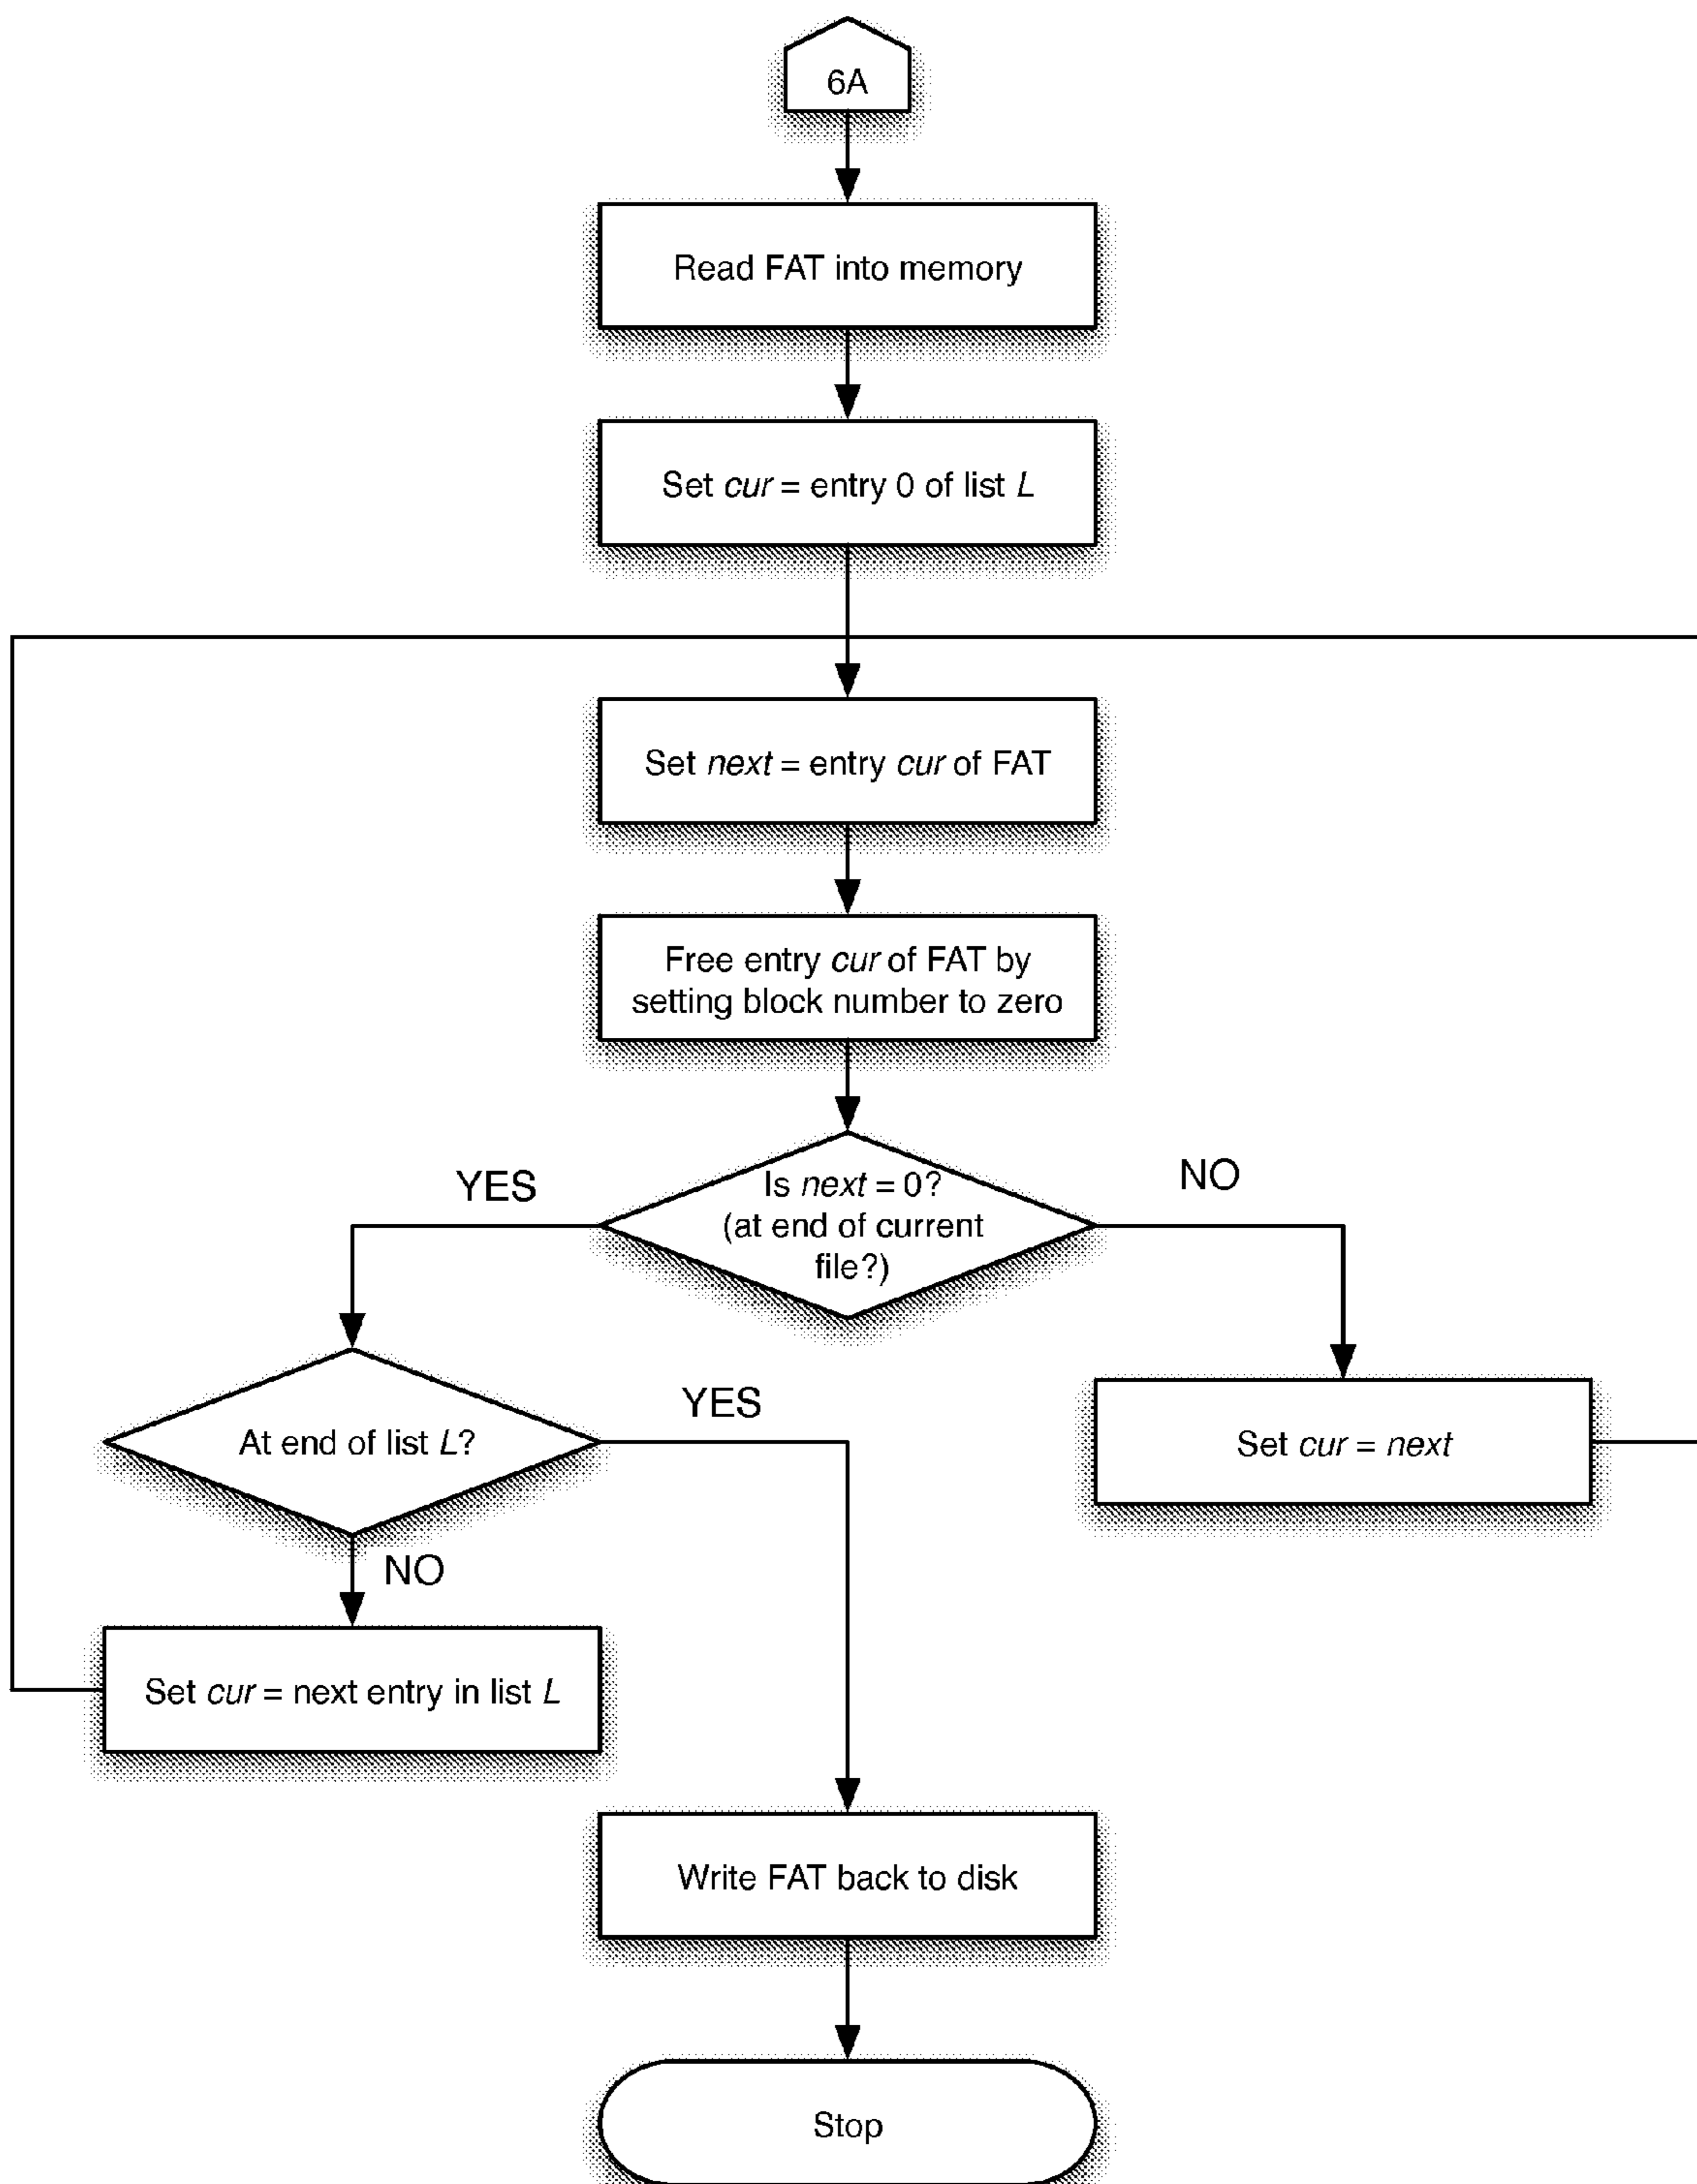 6A
Read FAT into memory
Set cur = entry 0 of list L
Set next = entry cur of FAT
Free entry cur of FAT by
setting block number to zero
YES
NO
Is next = 0?
(at end of current
file?)
YES
At end of list L?
Set cur = next
NO
Set cur = next entry in list L
Write FAT back to disk
Stop